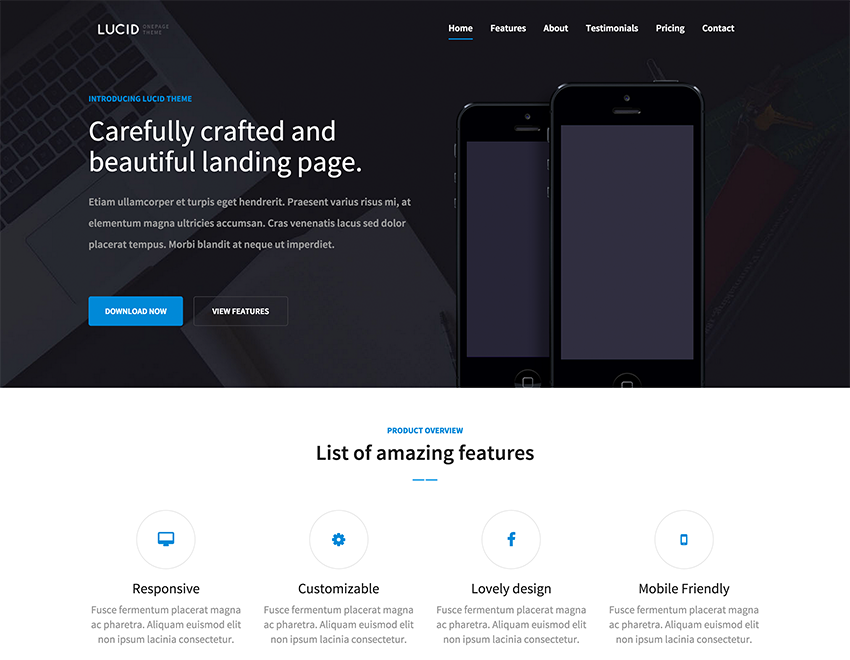 LUCID ONEPAGE THEME
Home Features About Testimonials Pricing Contact
INTRODUCING LUCID THEME
Carefully crafted and
beautiful landing page.
Etiam ullamcorper et turpis eget hendrerit. Praesent varius risus mi, at
elementum magna ultricies accumsan. Cras venenatis lacus sed dolor
placerat tempus. Morbi blandit at neque ut imperdiet.
DOWNLOAD NOW VIEW FEATURES
PRODUCT OVERVIEW
List of amazing features
Responsive
Fusce fermentum placerat magna
ac pharetra. Aliquam euismod elit
non ipsum lacinia consectetur.
Customizable
Fusce fermentum placerat magna
ac pharetra. Aliquam euismod elit
non ipsum lacinia consectetur.
Lovely design
Fusce fermentum placerat magna
ac pharetra. Aliquam euismod elit
non ipsum lacinia consectetur.
Mobile Friendly
Fusce fermentum placerat magna
ac pharetra. Aliquam euismod elit
non ipsum lacinia consectetur.